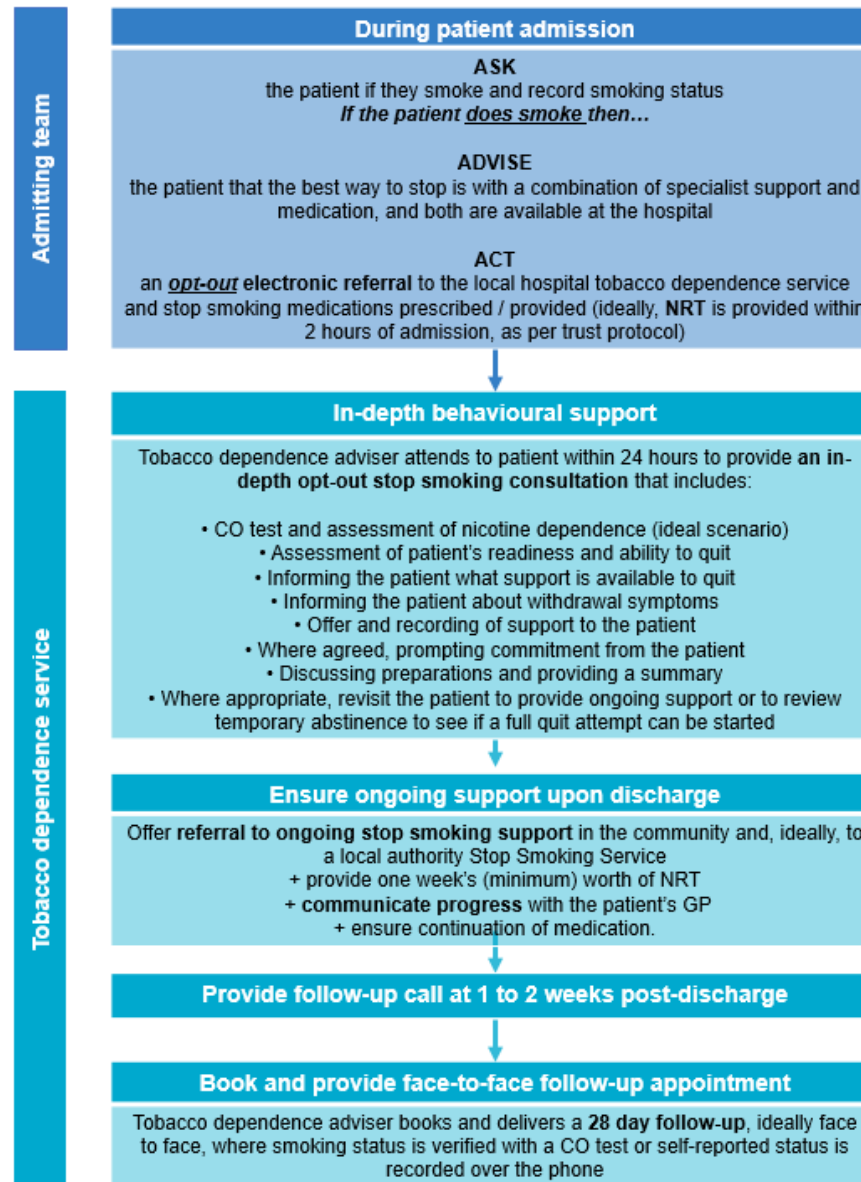 Admitting team
During patient admission
ASK
the patient if they smoke and record smoking status
If the patient does smoke then...
ADVISE
the patient that the best way to stop is with a combination of specialist support and
medication, and both are available at the hospital
ACT
an opt-out electronic referral to the local hospital tobacco dependence service
and stop smoking medications prescribed / provided (ideally, NRT is provided within
2 hours of admission, as per trust protocol)
Tobacco dependence service
In-depth behavioural support
Tobacco dependence adviser attends to patient within 24 hours to provide an in-
depth opt-out stop smoking consultation that includes:
• CO test and assessment of nicotine dependence (ideal scenario)
• Assessment of patient's readiness and ability to quit
• Informing the patient what support is available to quit
• Informing the patient about withdrawal symptoms
• Offer and recording of support to the patient
• Where agreed, prompting commitment from the patient
• Discussing preparations and providing a summary
• Where appropriate, revisit the patient to provide ongoing support or to review
temporary abstinence to see if a full quit attempt can be started
Ensure ongoing support upon discharge
Offer referral to ongoing stop smoking support in the community and, ideally, to
a local authority Stop Smoking Service
+ provide one week's (minimum) worth of NRT
+ communicate progress with the patient's GP
+ ensure continuation of medication.
Provide follow-up call at 1 to 2 weeks post-discharge
Book and provide face-to-face follow-up appointment
Tobacco dependence adviser books and delivers a 28 day follow-up, ideally face
to face, where smoking status is verified with a CO test or self-reported status is
recorded over the phone